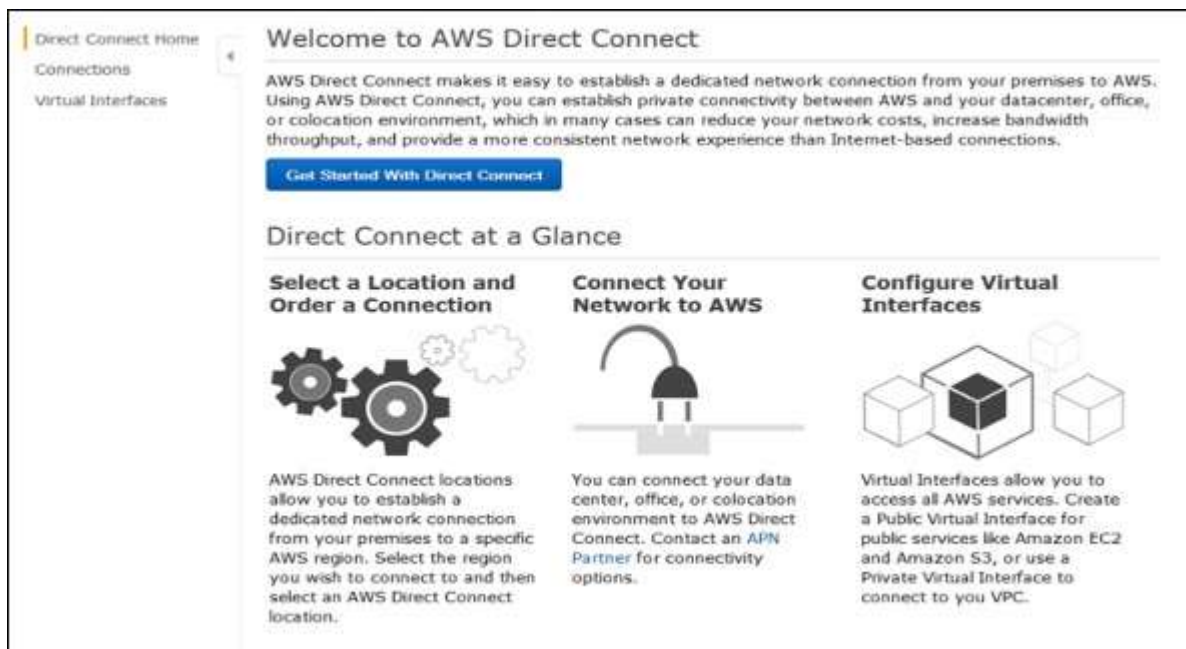 Direct Connect Home
Connections
Virtual Interfaces
Welcome to AWS Direct Connect
AWS Direct Connect makes it easy to establish a dedicated network connection from your premises to AWS.
Using AWS Direct Connect, you can establish private connectivity between AWS and your datacenter, office,
or colocation environment, which in many cases can reduce your network costs, increase bandwidth
throughput, and provide a more consistent network experience than Internet-based connections.
Get Started With Direct Connect
Direct Connect at a Glance
Select a Location and
Order a Connection
AWS Direct Connect locations
allow you to establish a
dedicated network connection
from your premises to a specific
AWS region. Select the region
you wish to connect to and then
select an AWS Direct Connect
location.
Connect Your
Network to AWS
You can connect your data
center, office, or colocation
environment to AWS Direct
Connect. Contact an APN
Partner for connectivity
options.
Configure Virtual
Interfaces
Virtual Interfaces allow you to
access all AWS services. Create
a Public Virtual Interface for
public services like Amazon EC2
and Amazon S3, or use a
Private Virtual Interface to
connect to you VPC.